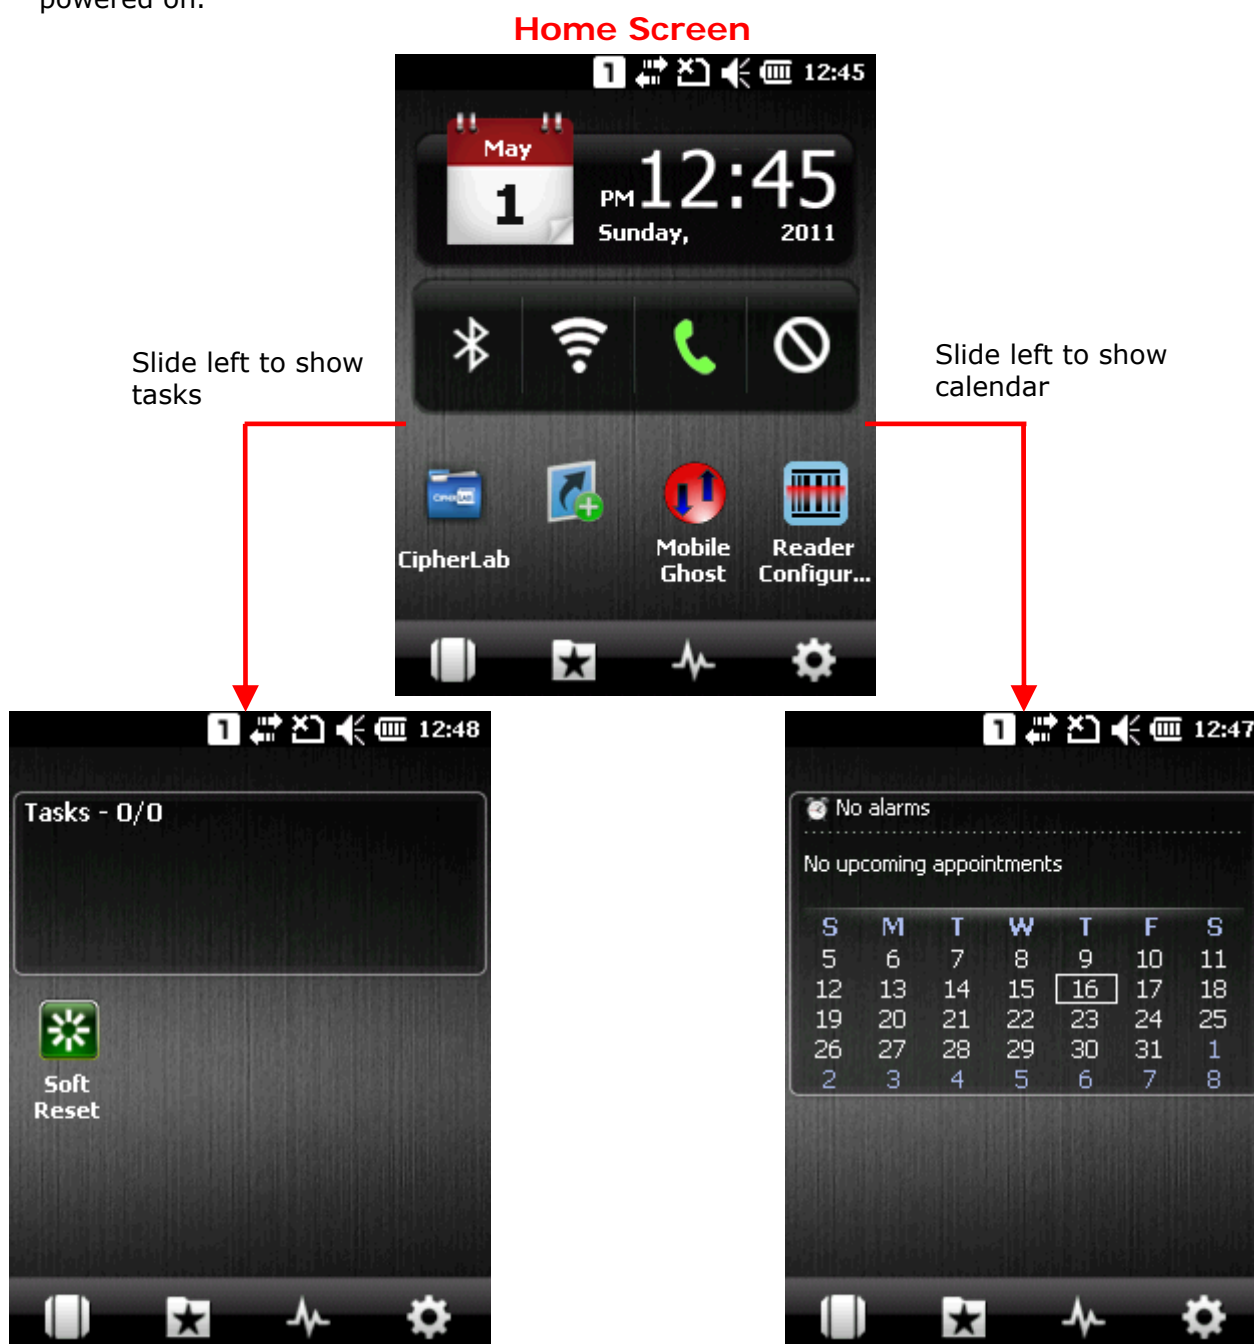 powered on.
Home Screen
1 12:45
May
1
PM 12:45
Sunday, 2011
Slide left to show
tasks
Slide left to show
calendar
CipherLab
CipherLab
Mobile
Ghost
Reader
Configur...
1 12:48
Tasks - 0/0
Soft
Reset
1 12:47
No alarms
No upcoming appointments
S M T W T F S
5 6 7 8 9 10 11
12 13 14 15 16 17 18
19 20 21 22 23 24 25
26 27 28 29 30 31 1
2 3 4 5 6 7 8